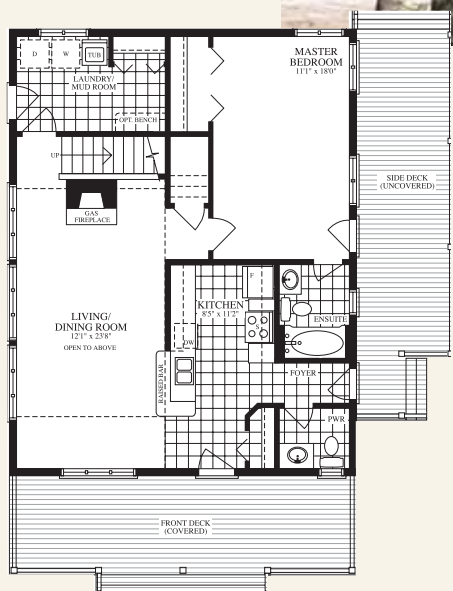 D
W
TUB
LAUNDRY/
MUD ROOM
OPT. BENCH
MASTER
BEDROOM
11'1" x 18'0"
UP
GAS
FIREPLACE
SIDE DECK
(UNCOVERED)
LIVING/
DINING ROOM
12'1" x 23'8"
OPEN TO ABOVE
KITCHEN
8'5" x 11'2"
F
S
DW
RAISED BAR
ENSUITE
FOYER
PWR
FRONT DECK
(COVERED)